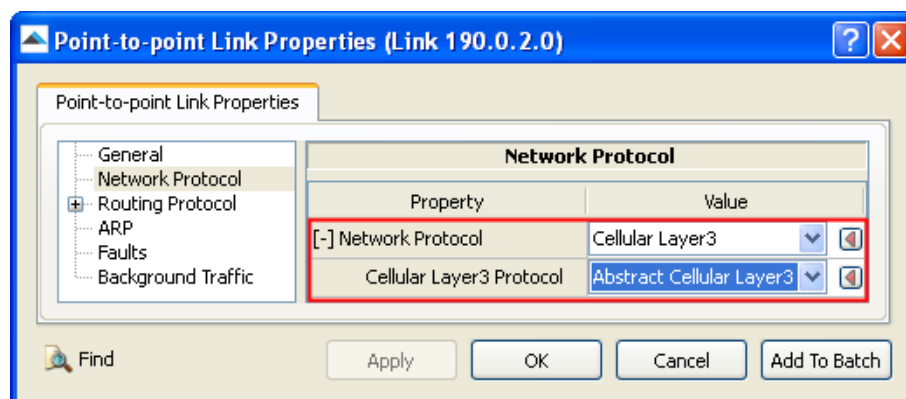 Point-to-point Link Properties (Link 190.0.2.0)
Point-to-point Link Properties
General
Network Protocol
Routing Protocol
ARP
Faults
Background Traffic
Network Protocol
Property Value
[-] Network Protocol Cellular Layer3
Cellular Layer3 Protocol Abstract Cellular Layer3
Find Apply OK Cancel Add To Batch